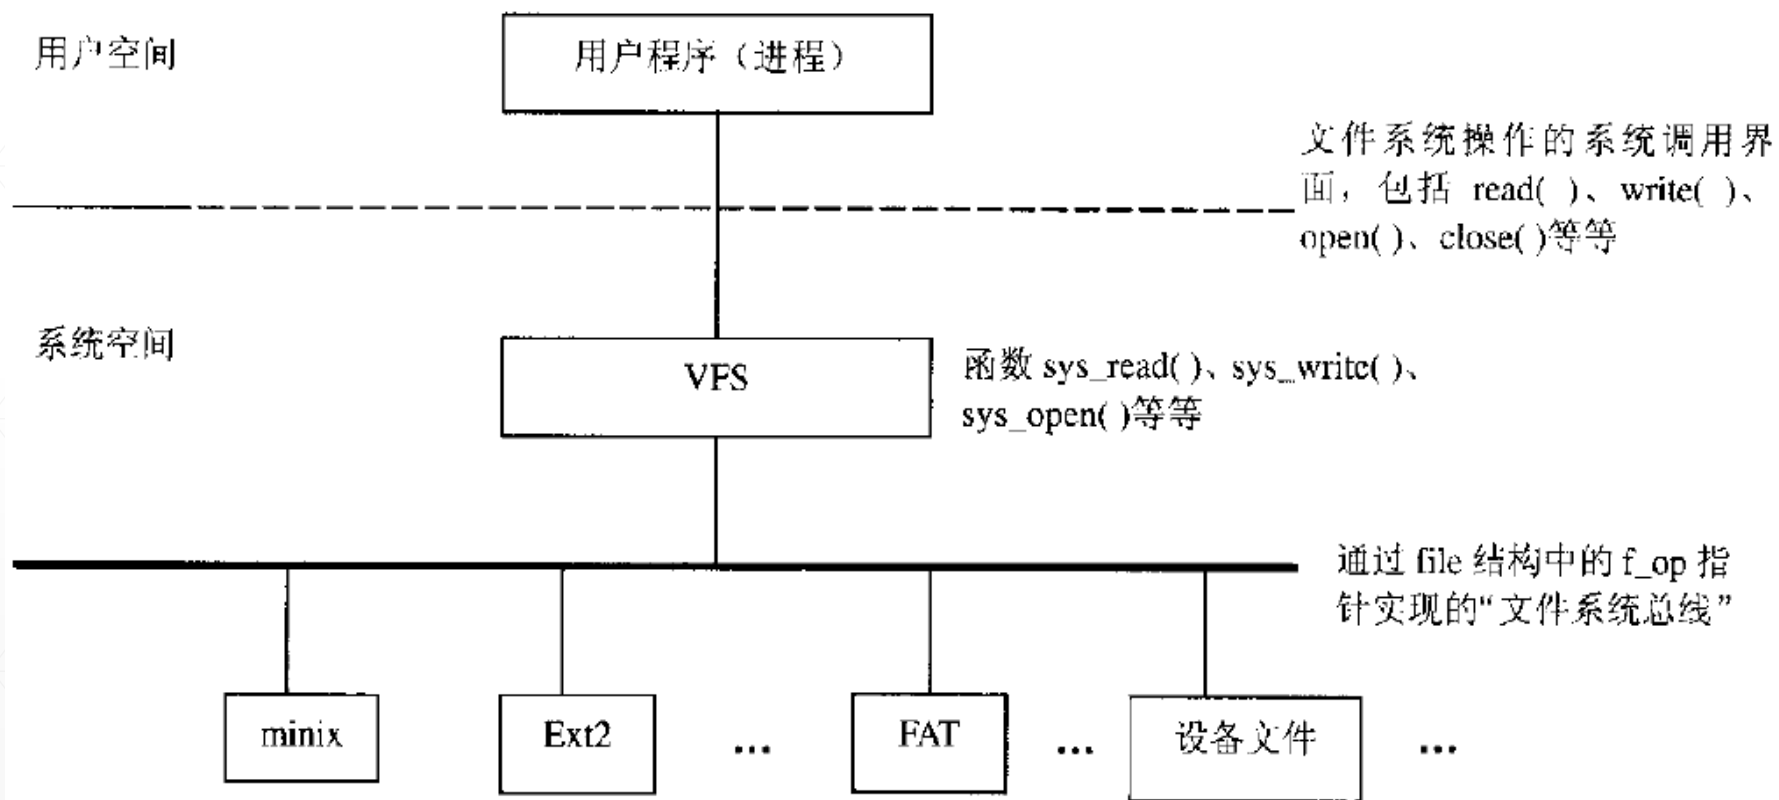 用户空间
用户程序（进程）
文件系统操作的系统调用界
面，包括 read( )、write( )、
open( )、close( )等等
系统空间
VFS
函数 sys_read( )、sys_write( )、
sys_open( )等等
通过 file 结构中的 f_op 指
针实现的“文件系统总线”
minix
Ext2
...
FAT
...
设备文件
...